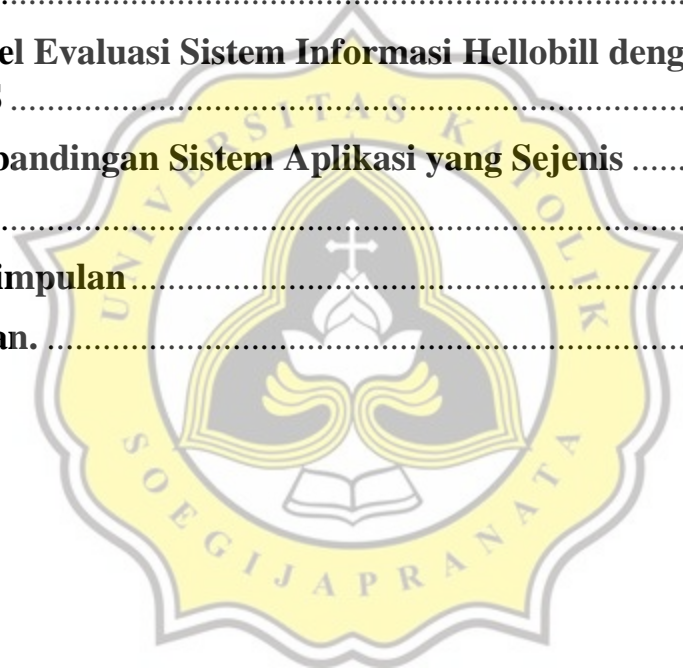 ................................................................
el Evaluasi Sistem Informasi Hellobill deng
................................................................
pandingan Sistem Aplikasi yang Sejenis ......
................................................................
impulan ................................................................
an. ................................................................
UNIVERSITAS KATOLIK
SOEGIJAPRANATA